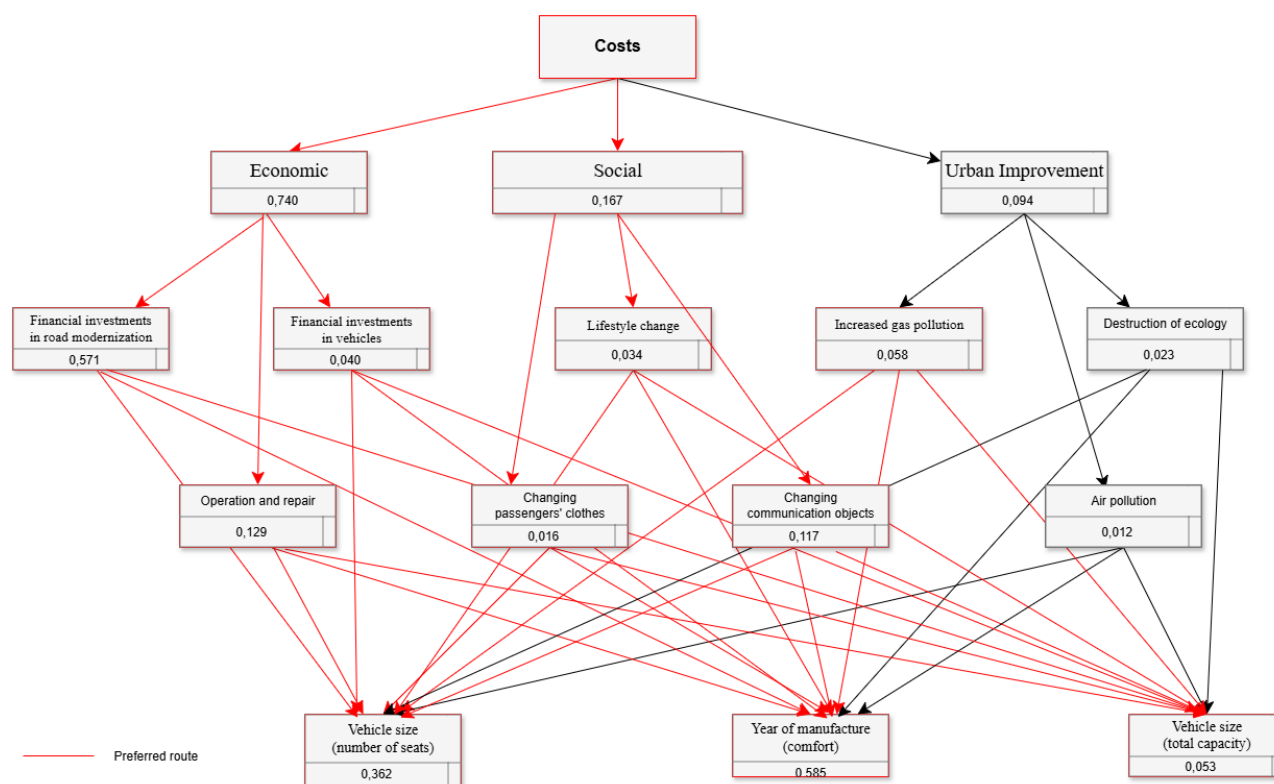 Costs
Economic
0,740
Social
0,167
Urban Improvement
0,094
Financial investments
in road modernization
0,571
Financial investments
in vehicles
0,040
Lifestyle change
0,034
Increased gas pollution
0,058
Destruction of ecology
0,023
Operation and repair
0,129
Changing
passengers' clothes
0,016
Changing
communication objects
0,117
Air pollution
0,012
Vehicle size
(number of seats)
0,362
Year of manufacture
(comfort)
0,585
Vehicle size
(total capacity)
0,053
Preferred route